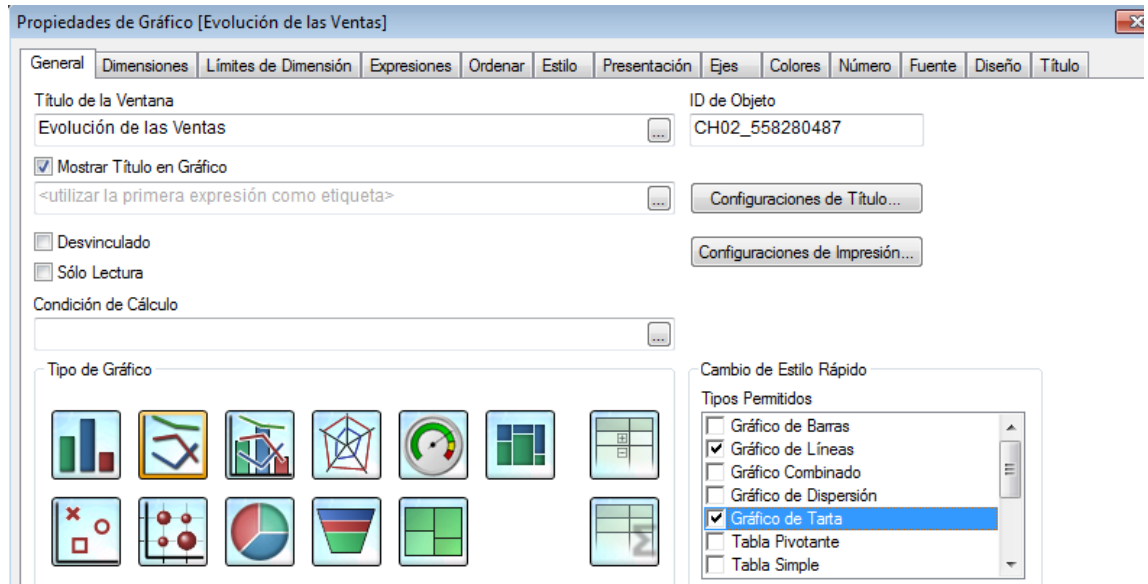 Propiedades de Gráfico [Evolución de las Ventas]
General Dimensiones Límites de Dimensión Expresiones Ordenar Estilo Presentación Ejes Colores Número Fuente Diseño Título
Título de la Ventana
Evolución de las Ventas
...
ID de Objeto
CH02_558280487
Mostrar Título en Gráfico
<utilizar la primera expresión como etiqueta>
...
Configuraciones de Título...
Desvinculado
Configuraciones de Impresión...
Sólo Lectura
Condición de Cálculo
...
Tipo de Gráfico
Cambio de Estilo Rápido
Tipos Permitidos
Gráfico de Barras
Gráfico de Líneas
Gráfico Combinado
Gráfico de Dispersión
Gráfico de Tarta
Tabla Pivotante
Tabla Simple